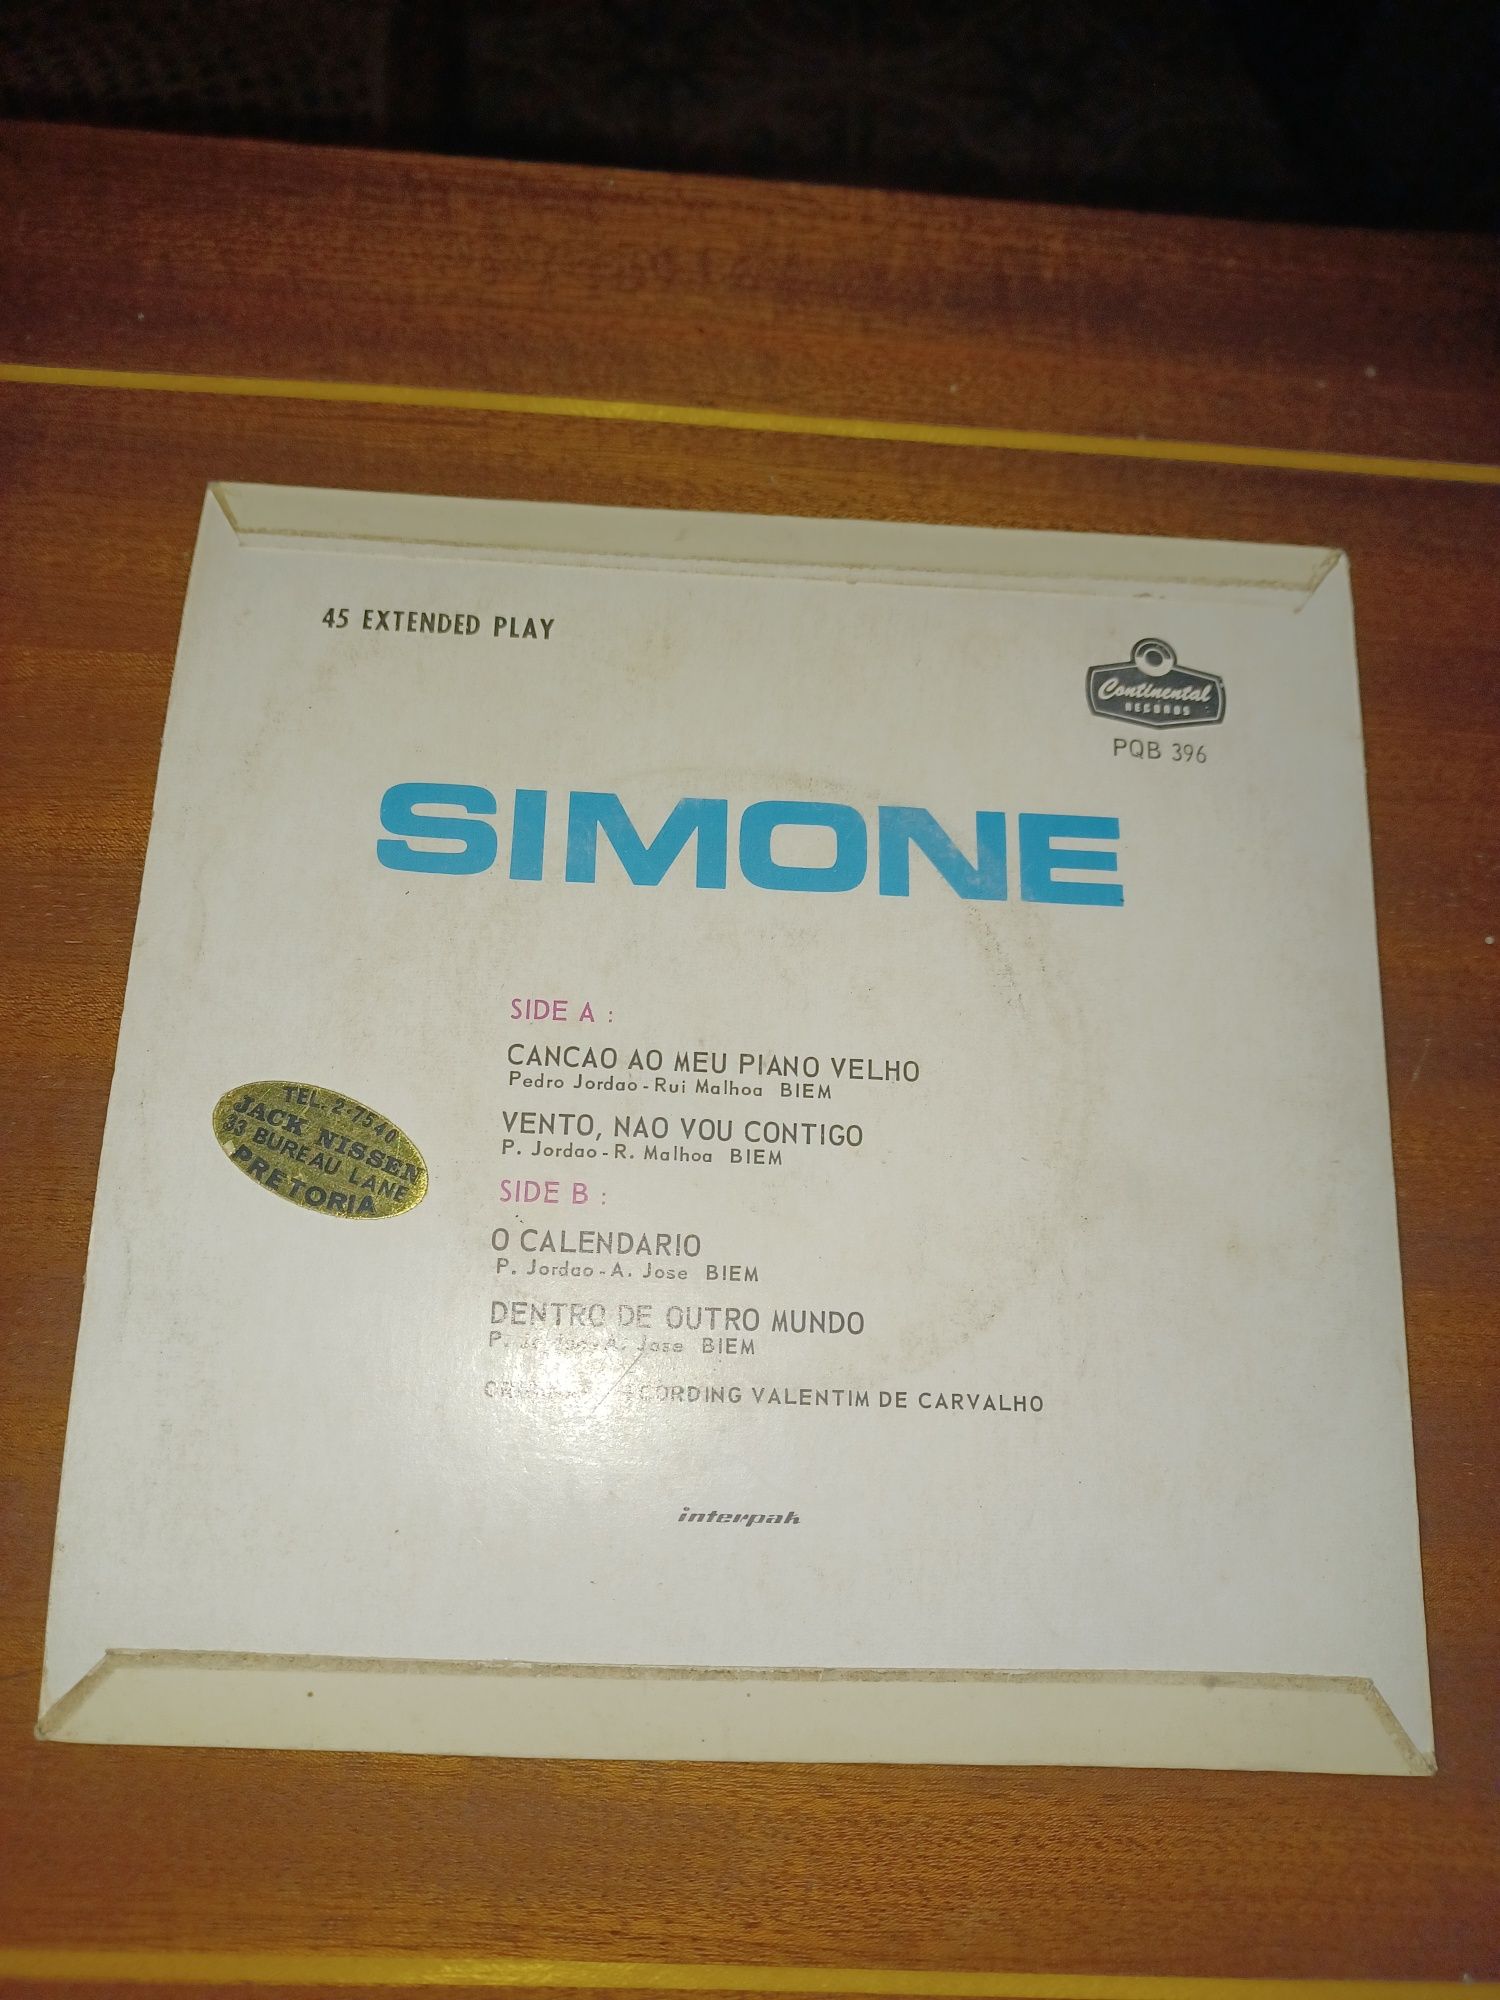 45 EXTENDED PLAY
Continental
RECORDS
PQB 396
SIMONE
SIDE A :
CANCAO AO MEU PIANO VELHO
Pedro Jordao - Rui Malhoa BIEM
VENTO, NAO VOU CONTIGO
P. Jordao - R. Malhoa BIEM
SIDE B :
O CALENDARIO
P. Jordao - A. Jose BIEM
DENTRO DE OUTRO MUNDO
P. Jordao - A. Jose BIEM
RECORDING VALENTIM DE CARVALHO
interpak
TEL. 2-7540
JACK NISSEN
33 BUREAU LANE
PRETORIA